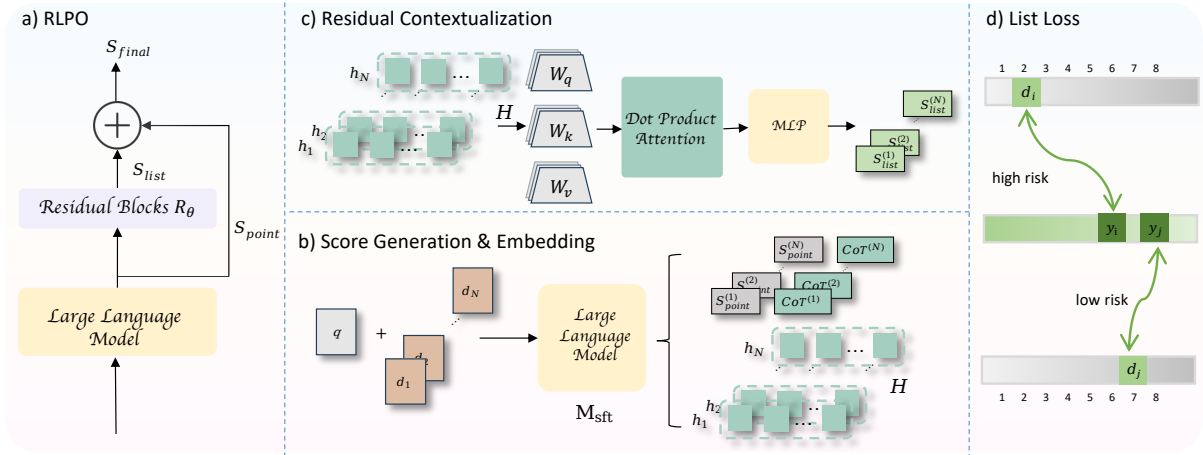 a) RLPO
S_final
S_list
Residual Blocks R_θ
S_point
Large Language
Model
c) Residual Contextualization
h_N
...
h_2
h_1
H
W_q
W_k
W_v
Dot Product
Attention
MLP
S_list^(N)
S_list^(2)
S_list^(1)
b) Score Generation & Embedding
q
+
d_N
d_2
d_1
Large
Language
Model
M_sft
S_point^(N)
CoT^(N)
S_point^(2)
CoT^(2)
S_point^(1)
CoT^(1)
h_N
...
h_2
h_1
H
d) List Loss
1 2 3 4 5 6 7 8
d_i
high risk
y_i y_j
low risk
d_j
1 2 3 4 5 6 7 8